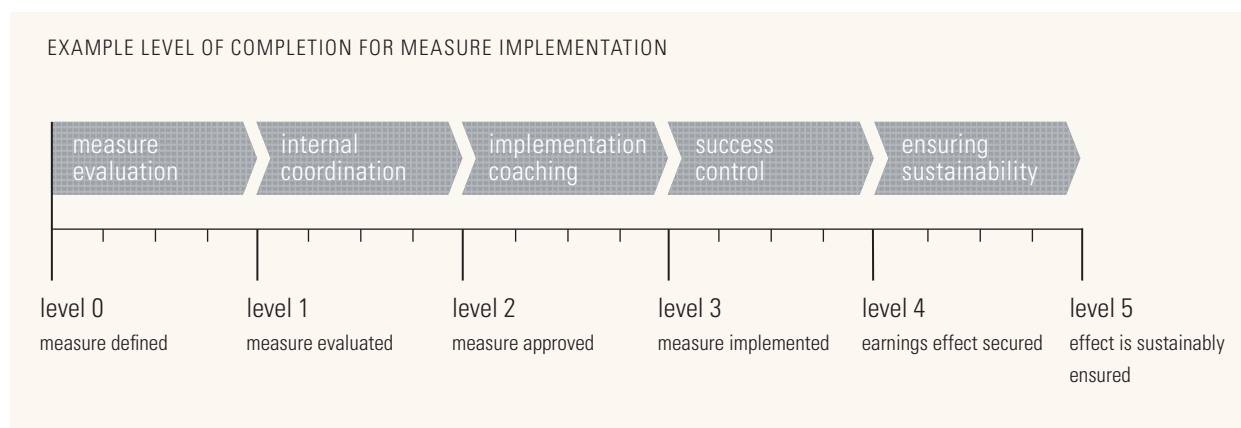 EXAMPLE LEVEL OF COMPLETION FOR MEASURE IMPLEMENTATION
measure
evaluation
internal
coordination
implementation
coaching
success
control
ensuring
sustainability
level 0
measure defined
level 1
measure evaluated
level 2
measure approved
level 3
measure implemented
level 4
earnings effect secured
level 5
effect is sustainably
ensured